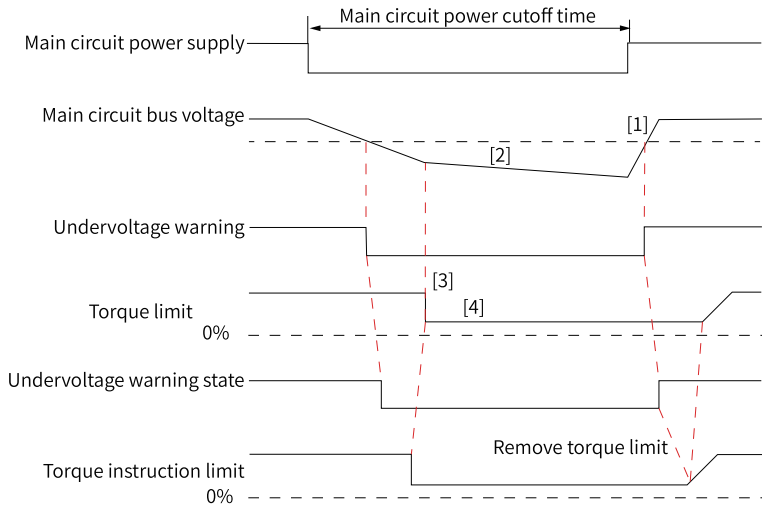 Main circuit power cutoff time
Main circuit power supply
Main circuit bus voltage
[1]
[2]
Undervoltage warning
[3]
[4]
Torque limit
0%
Undervoltage warning state
Remove torque limit
Torque instruction limit
0%